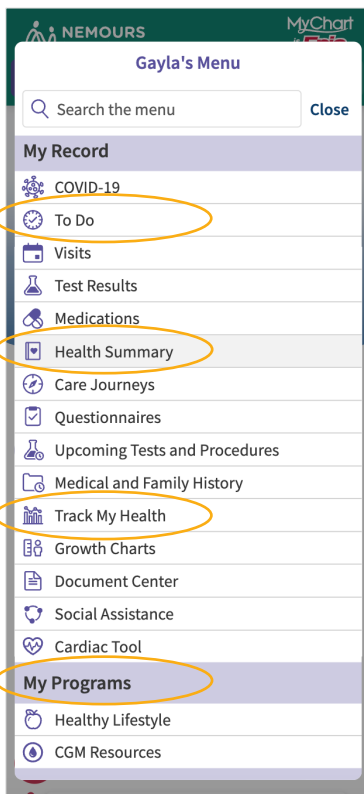 NEMOURS
MyChart
Gayla's Menu
Search the menu
Close
My Record
COVID-19
To Do
Visits
Test Results
Medications
Health Summary
Care Journeys
Questionnaires
Upcoming Tests and Procedures
Medical and Family History
Track My Health
Growth Charts
Document Center
Social Assistance
Cardiac Tool
My Programs
Healthy Lifestyle
CGM Resources